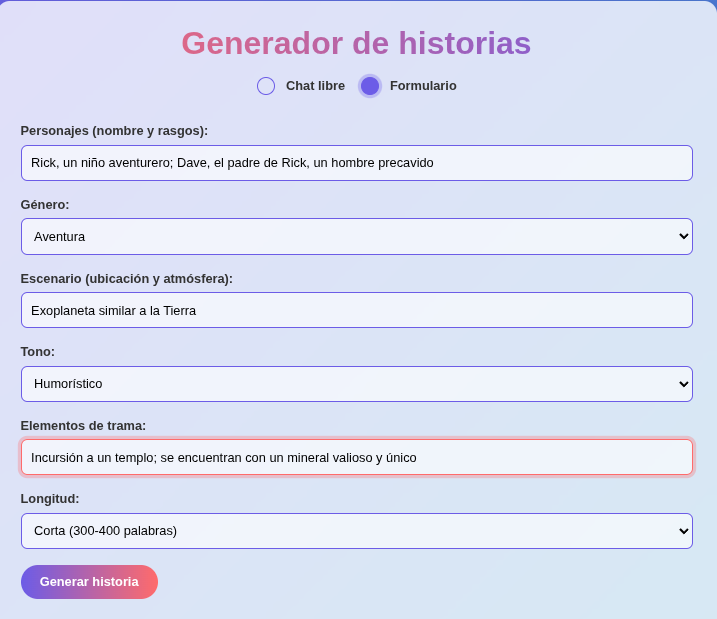 Generador de historias
Chat libre Formulario
Personajes (nombre y rasgos):
Rick, un niño aventurero; Dave, el padre de Rick, un hombre precavido
Género:
Aventura
Escenario (ubicación y atmósfera):
Exoplaneta similar a la Tierra
Tono:
Humorístico
Elementos de trama:
Incursión a un templo; se encuentran con un mineral valioso y único
Longitud:
Corta (300-400 palabras)
Generar historia